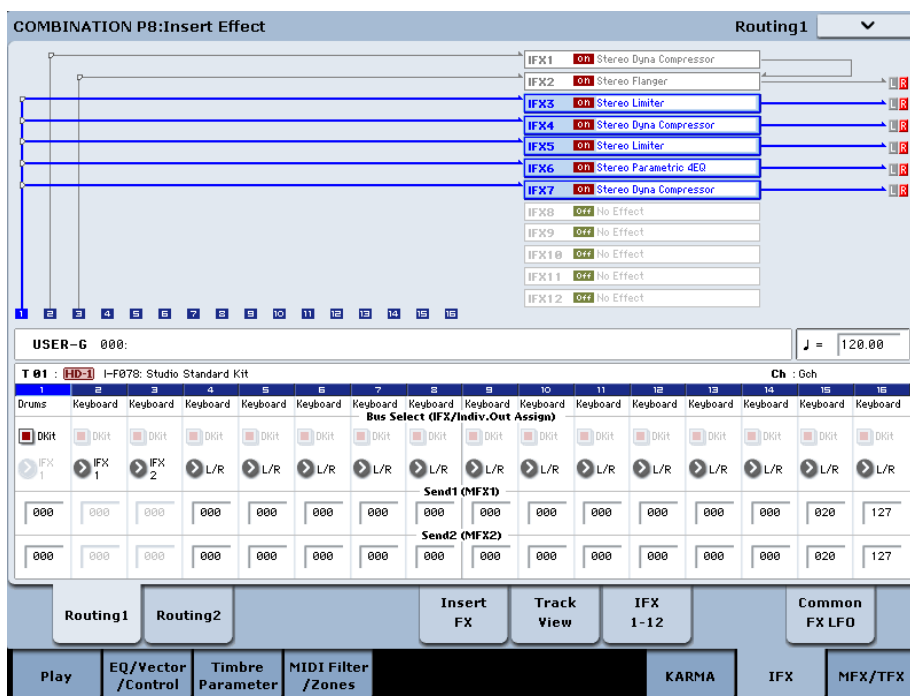 COMBINATION P8:Insert Effect Routing1
IFX1 On Stereo Dyna Compressor
IFX2 On Stereo Flanger L R
IFX3 On Stereo Limiter L R
IFX4 On Stereo Dyna Compressor L R
IFX5 On Stereo Limiter L R
IFX6 On Stereo Parametric 4EQ L R
IFX7 On Stereo Dyna Compressor L R
IFX8 Off No Effect
IFX9 Off No Effect
IFX10 Off No Effect
IFX11 Off No Effect
IFX12 Off No Effect
1 2 3 4 5 6 7 8 9 10 11 12 13 14 15 16
USER-G 000: ♩ = 120.00
T 01 : HD-1 I-F078: Studio Standard Kit Ch : Gch
1 2 3 4 5 6 7 8 9 10 11 12 13 14 15 16
Drums Keyboard Keyboard Keyboard Keyboard Keyboard Keyboard Keyboard Keyboard Keyboard Keyboard Keyboard Keyboard Keyboard Keyboard Keyboard
Bus Select (IFX/Indiv.Out Assign)
DKit DKit DKit DKit DKit DKit DKit DKit DKit DKit DKit DKit DKit DKit DKit DKit
IFX 1 IFX 1 IFX 2 L/R L/R L/R L/R L/R L/R L/R L/R L/R L/R L/R L/R L/R
Send1 (MFX1)
000 000 000 000 000 000 000 000 000 000 000 000 000 000 020 127
Send2 (MFX2)
000 000 000 000 000 000 000 000 000 000 000 000 000 000 020 127
Routing1 Routing2 Insert FX Track View IFX 1-12 Common FX LFO
Play EQ/Vector /Control Timbre Parameter MIDI Filter /Zones KARMA IFX MFX/TFX